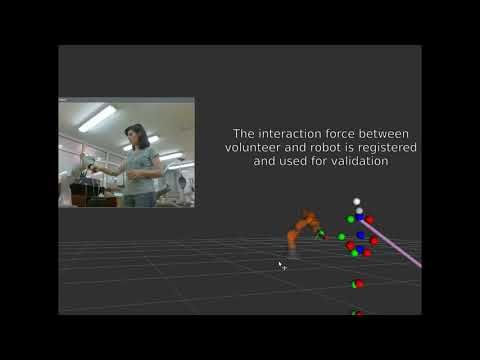 The interaction force between
volunteer and robot is registered
and used for validation